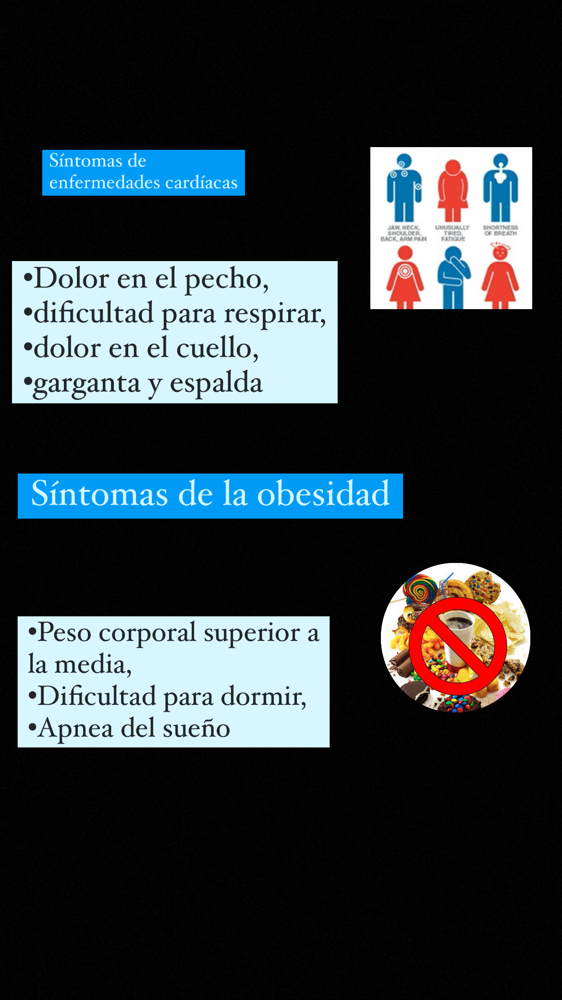 Síntomas de
enfermedades cardíacas
JAW, NECK,
SHOULDER,
BACK, ARM PAIN
UNUSUALLY
TIRED,
FATIGUE
SHORTNESS
OF BREATH
•Dolor en el pecho,
•dificultad para respirar,
•dolor en el cuello,
•garganta y espalda
Síntomas de la obesidad
•Peso corporal superior a
la media,
•Dificultad para dormir,
•Apnea del sueño